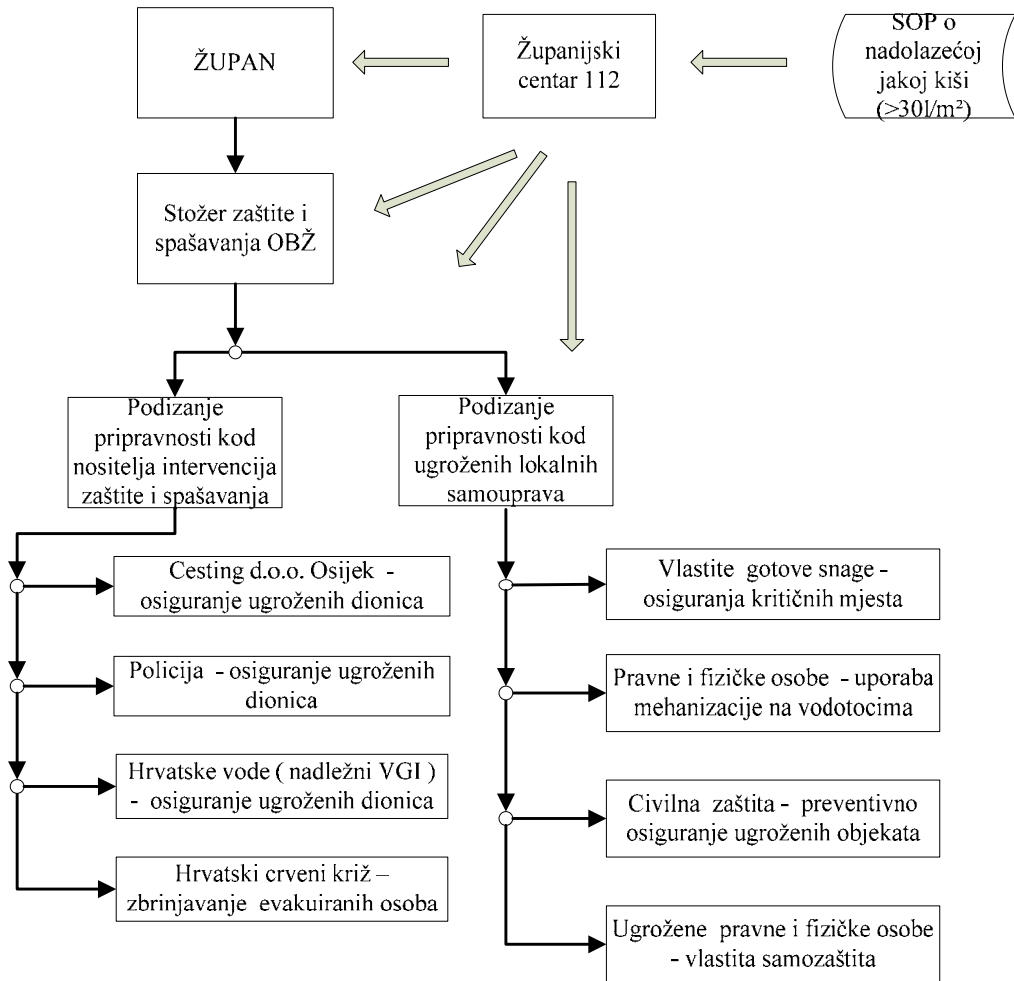 ŽUPAN
Županijski
centar 112
SOP o
nadolazećoj
jakoj kiši
(>30l/m²)
Stožer zaštite i
spašavanja OBŽ
Podizanje
pripravnosti kod
nositelja intervencija
zaštite i spašavanja
Podizanje
pripravnosti kod
ugroženih lokalnih
samouprava
Cesting d.o.o. Osijek -
osiguranje ugroženih dionica
Policija - osiguranje ugroženih
dionica
Hrvatske vode ( nadležni VGI )
- osiguranje ugroženih dionica
Hrvatski crveni križ –
zbrinjavanje evakuiranih osoba
Vlastite gotove snage -
osiguranja kritičnih mjesta
Pravne i fizičke osobe - uporaba
mehanizacije na vodotocima
Civilna zaštita - preventivno
osiguranje ugroženih objekata
Ugrožene pravne i fizičke osobe
- vlastita samozaštita